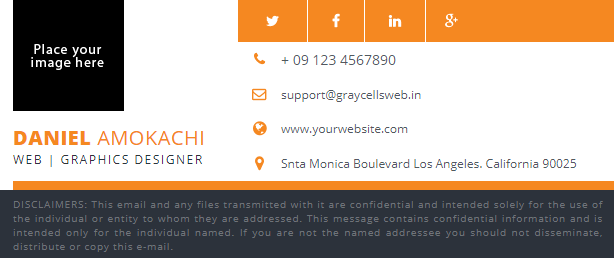 Place your
image here
DANIEL AMOKACHI
WEB | GRAPHICS DESIGNER
+ 09 123 4567890
support@graycellsweb.in
www.yourwebsite.com
Snta Monica Boulevard Los Angeles. California 90025
DISCLAIMERS: This email and any files transmitted with it are confidential and intended solely for the use of
the individual or entity to whom they are addressed. This message contains confidential information and is
intended only for the individual named. If you are not the named addressee you should not disseminate,
distribute or copy this e-mail.